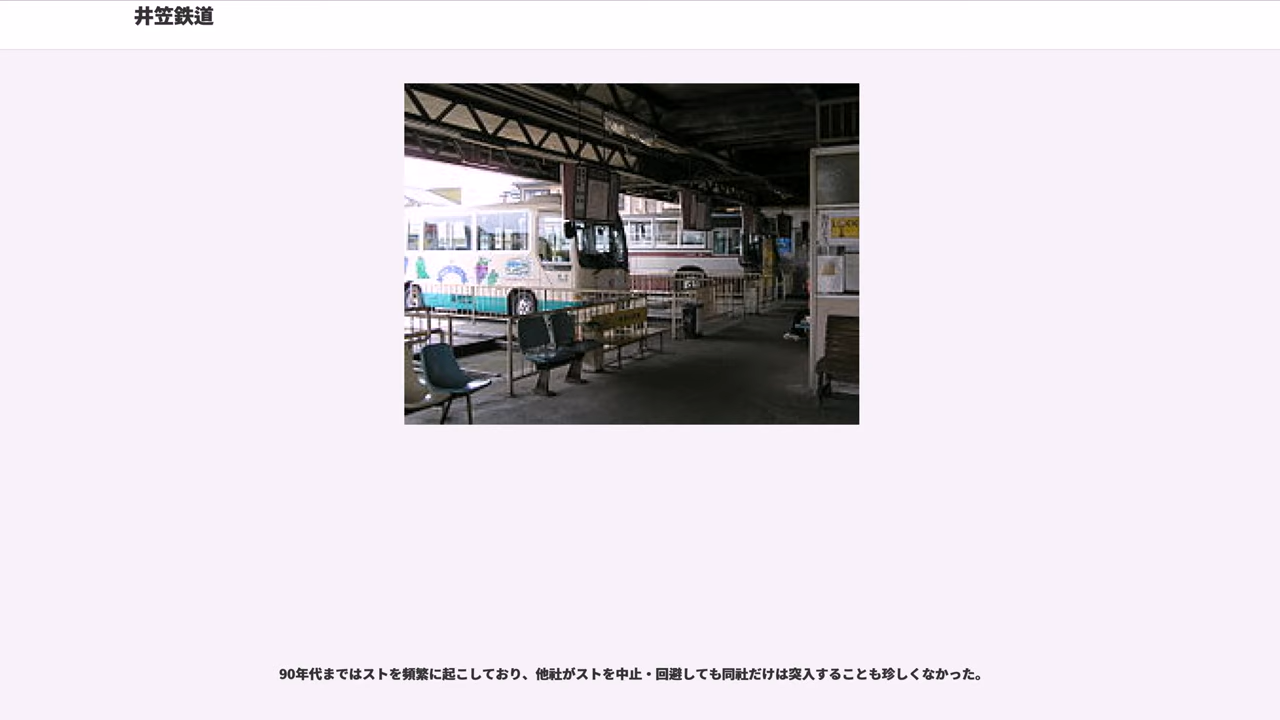 井笠鉄道
90年代まではストを頻繁に起こしており、他社がストを中止・回避しても同社だけは突入することも珍しくなかった。